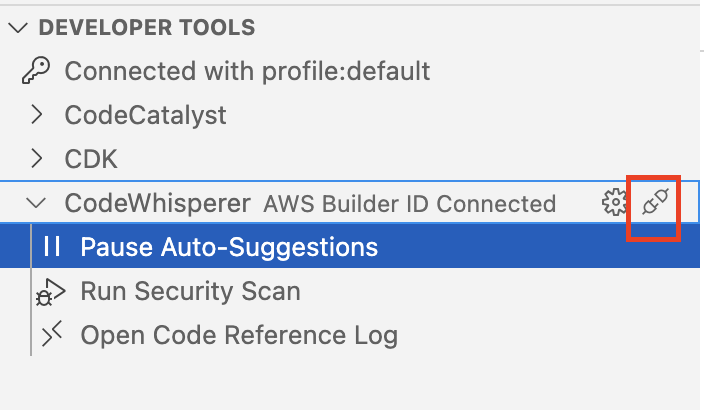 DEVELOPER TOOLS
Connected with profile:default
CodeCatalyst
CDK
CodeWhisperer AWS Builder ID Connected
Pause Auto-Suggestions
Run Security Scan
Open Code Reference Log